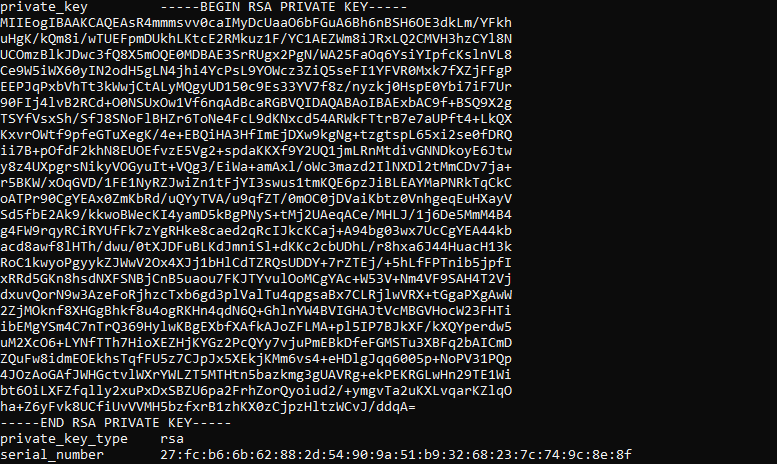 private_key         -----BEGIN RSA PRIVATE KEY-----
MIIEogIBAAKCAQEAsR4mmmsvv0caIMyDcUaaO6bFGuA6Bh6nBSH6OE3dkLm/YFkh
uHgK/kQm8i/wTUEFpmDUkhLKtcE2RMkuz1F/YC1AEZWm8iJRxLQ2CMVH3hzCYl8N
UCOmzBlkJDwc3fQ8X5mOQE0MDBAE3SrRUgx2PgN/WA25FaOq6YsiYIpfcKslnVL8
Ce9W5iWX60yIN2odH5gLN4jhi4YcPsL9YOWcz3ZiQ5seFI1YFVR0Mxk7fXZjFFgP
EEPJqPxbVhTt3kWwjCtALyMQgyUD150c9Es33YV7f8z/nyzkj0HspE0Ybi7iF7Ur
90FIj4lvB2RCd+O0NSUxOw1Vf6nqAdBcaRGBVQIDAQABAoIBAExbAC9f+BSQ9X2g
TSYfVsxSh/SfJ8SNoFlBHZr6ToNe4FcL9dKNxcd54ARWkFTtrB7e7aUPft4+LkQX
KxvrOWtf9pfeGTuXegK/4e+EBQiHA3HfImEjDXw9kgNg+tzgtspL65xi2se0fDRQ
ii7B+pOfdF2khN8EUOEfvzE5Vg2+spdaKKXf9Y2UQ1jmLRnMtdivGNNDkoyE6Jtw
y8z4UXpgrsNikyVOGyuIt+VQg3/EiWa+amAxl/oWc3mazd2IlNXDl2tMmCDv7ja+
r5BKW/xOqGVD/1FE1NyRZJwiZn1tFjYI3swus1tmKQE6pzJiBLEAYMaPNRkTqCkC
oATPr90CgYEAx0ZmKbRd/uQYyTVA/u9qfZT/0mOC0jDVaiKbtz0VnhgeqEuHXayV
Sd5fbE2Ak9/kkwoBWecKI4yamD5kBgPNyS+tMj2UAeqACe/MHLJ/1j6De5MmM4B4
g4FW9rqyRCiRYUfFk7zYgRHke8caed2qRcIJkcKCaj+A94bg03wx7UcCgYEA44kb
acd8awf8lHTh/dwu/0tXJDFuBLKdJmniSl+dKKc2cbUDhL/r8hxa6J44HuacH13k
RoC1kwyoPgyykZJWwV2Ox4XJj1bHlCdTZRQsUDDY+7rZTEj/+5hLfFPTnib5jpfI
xRRd5GKn8hsdNXFSNBjCnB5uaou7FKJTYvulOoMCgYAc+W53V+Nm4VF9SAH4T2Vj
dxuvQorN9w3AzeFoRjhzcTxb6gd3plValTu4qpgsaBx7CLRjlwVRX+tGgaPXgAwW
2ZjMOknf8XHGgBhkf8u4ogRKHn4qdN6Q+GhlnYW4BVIGHAJtVcMBGVHocW23FHTi
ibEMgYSm4C7nTrQ369HylwKBgEXbfXAfkAJoZFLMA+pl5IP7BJkXF/kXQYperdw5
uM2XcO6+LYNfTTh7HioXEZHjKYGz2PcQYy7vjuPmEBkDfeFGMSTu3XBFq2bAICmD
ZQuFw8idmEOEkhsTqfFU5z7CJpJx5XEkjKMm6vs4+eHDlgJqq6005p+NoPV31PQp
4JOzAoGAfJWHGctvlWXrYWLZT5MTHtn5bazkmg3gUAVRg+ekPEKRGLwHn29TE1Wi
bt6OiLXFZfqlly2xuPxDxSBZU6pa2FrhZorQyoiud2/+ymgvTa2uKXLvqarKZlqO
ha+Z6yFvk8UCfiUvVVMH5bzfxrB1zhKX0zCjpzHltzWCvJ/ddqA=
-----END RSA PRIVATE KEY-----
private_key_type    rsa
serial_number       27:fc:b6:6b:62:88:2d:54:90:9a:51:b9:32:68:23:7c:74:9c:8e:8f